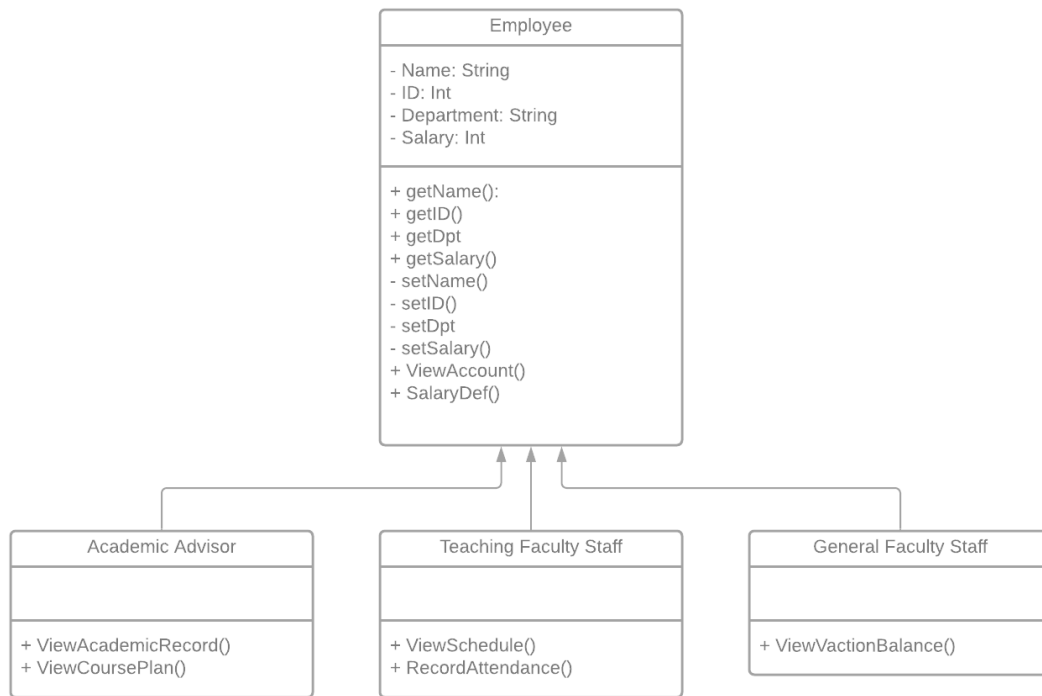 Employee
- Name: String
- ID: Int
- Department: String
- Salary: Int
+ getName():
+ getID()
+ getDpt
+ getSalary()
- setName()
- setID()
- setDpt
- setSalary()
+ ViewAccount()
+ SalaryDef()
Academic Advisor
+ ViewAcademicRecord()
+ ViewCoursePlan()
Teaching Faculty Staff
+ ViewSchedule()
+ RecordAttendance()
General Faculty Staff
+ ViewVactionBalance()